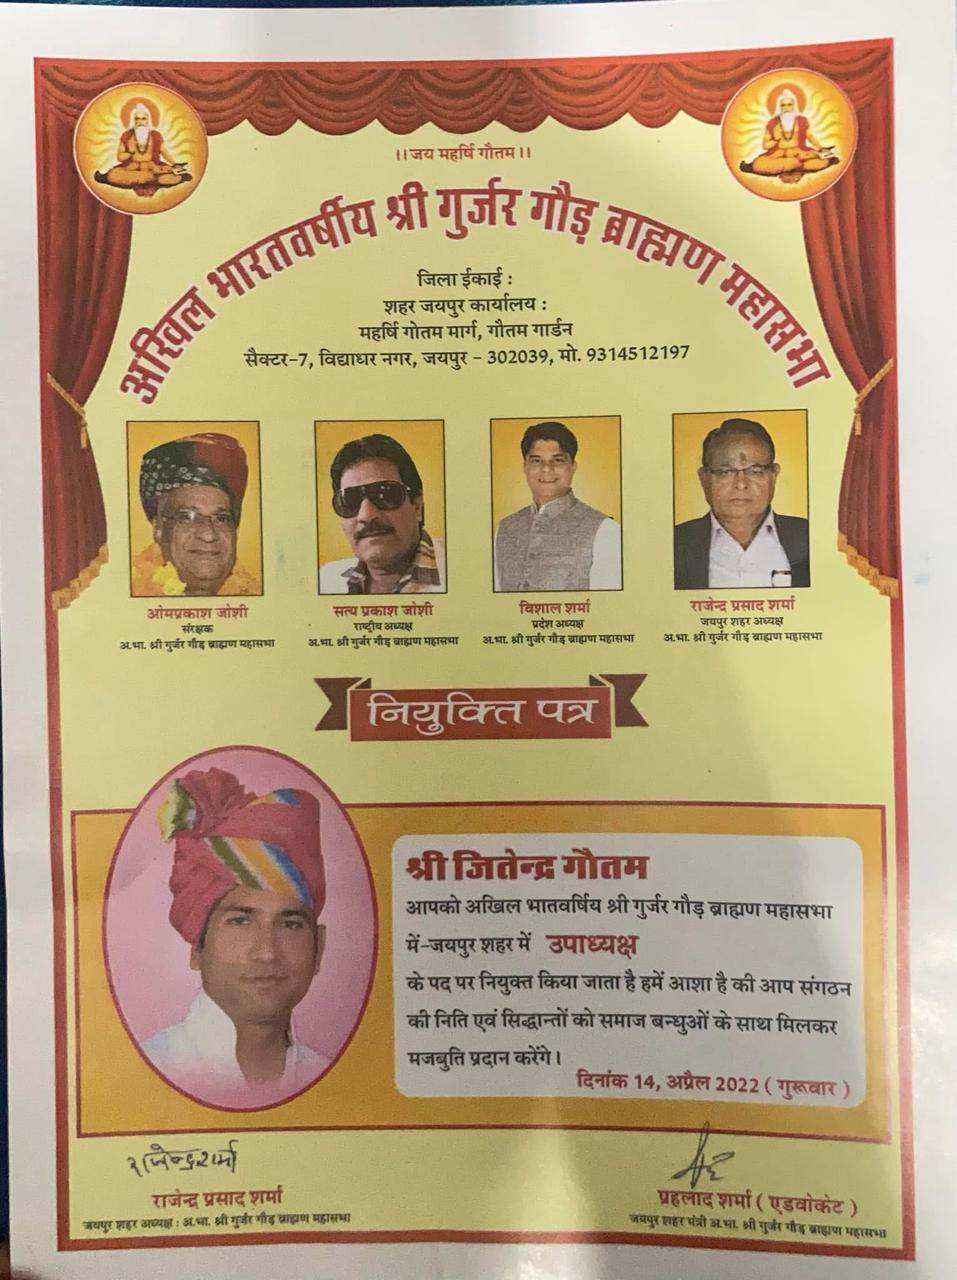 ।।जय महर्षि गौतम।।
अखिल भारतवर्षीय श्री गुर्जर गौड़ ब्राह्मण महासभा
जिला ईकाई :
शहर जयपुर कार्यालय :
महर्षि गोतम मार्ग, गौतम गार्डन
सैक्टर-7, विद्याधर नगर, जयपुर - 302039, मो. 9314512197
ओमप्रकाश जोशी
संरक्षक
अ.भा. श्री गुर्जर गौड़ ब्राह्मण महासभा
सत्य प्रकाश जोशी
राष्ट्रीय अध्यक्ष
अ.भा. श्री गुर्जर गौड़ ब्राह्मण महासभा
विशाल शर्मा
प्रदेश अध्यक्ष
अ.भा. श्री गुर्जर गौड़ ब्राह्मण महासभा
राजेन्द्र प्रसाद शर्मा
जयपुर शहर अध्यक्ष
अ.भा. श्री गुर्जर गौड़ ब्राह्मण महासभा
नियुक्ति पत्र
श्री जितेन्द्र गौतम
आपको अखिल भातवर्षिय श्री गुर्जर गौड़ ब्राह्मण महासभा
में-जयपुर शहर में उपाध्यक्ष
के पद पर नियुक्त किया जाता है हमें आशा है की आप संगठन
की निति एवं सिद्धान्तों को समाज बन्धुओं के साथ मिलकर
मजबुति प्रदान करेंगे।
दिनांक 14, अप्रैल 2022 ( गुरूवार )
राजेन्द्र शर्मा
राजेन्द्र प्रसाद शर्मा
जयपुर शहर अध्यक्ष : अ.भा. श्री गुर्जर गौड़ ब्राह्मण महासभा
प्रहलाद शर्मा ( एडवोकेट )
जयपुर शहर मंत्री अ.भा. श्री गुर्जर गौड़ ब्राह्मण महासभा